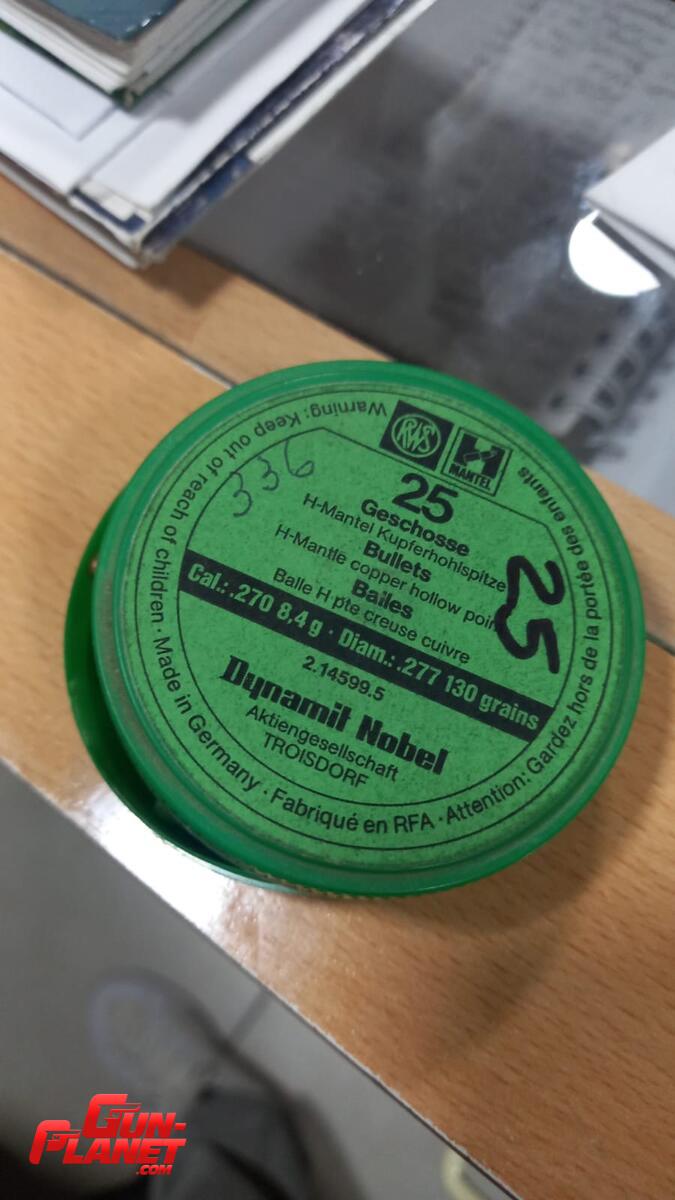 RWS
H
MANTEL
336
25
Geschosse
H-Mantel Kupferhohlspitze
Bullets
H-Mantle copper hollow point
Balles
Balle H pte creuse cuivre
25
Cal.: .270 8,4 g · Diam.: .277 130 grains
2.14599.5
Dynamit Nobel
Aktiengesellschaft
TROISDORF
Warning: Keep out of reach of children · Made in Germany · Fabriqué en RFA · Attention: Gardez hors de la portée des enfants
GUN-
PLANET
.COM